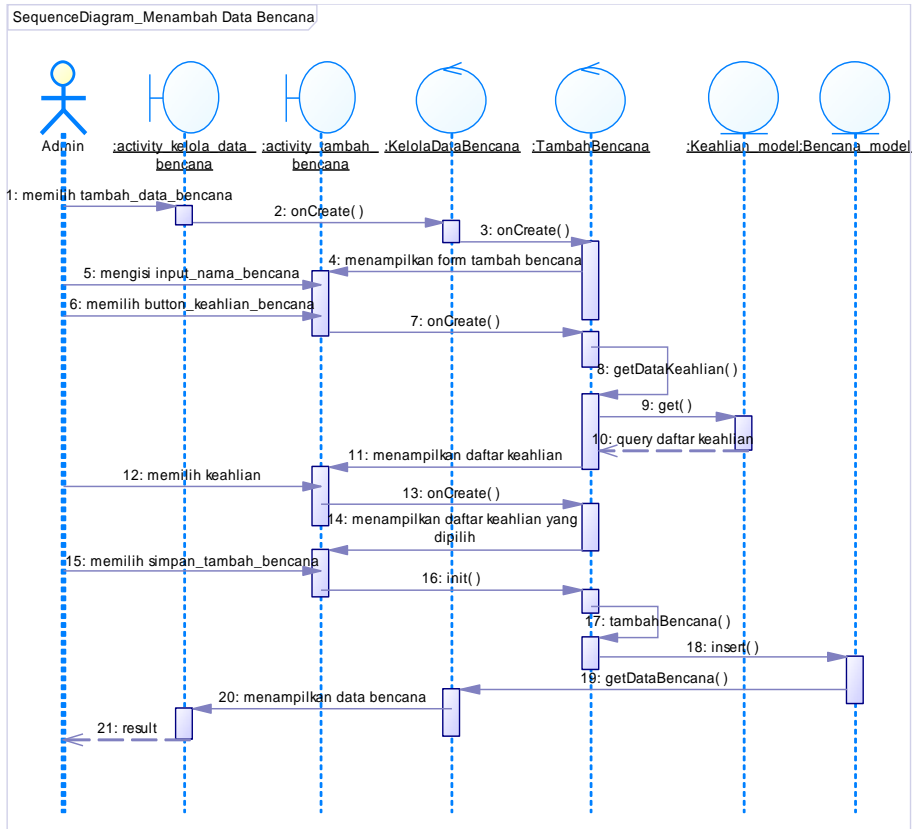 SequenceDiagram_Menambah Data Bencana
Admin
:activity_kelola_data_
bencana
:activity_tambah_
bencana
:KelolaDataBencana
:TambahBencana
:Keahlian_model
:Bencana_model
1: memilih tambah_data_bencana
2: onCreate( )
3: onCreate( )
4: menampilkan form tambah bencana
5: mengisi input_nama_bencana
6: memilih button_keahlian_bencana
7: onCreate( )
8: getDataKeahlian( )
9: get( )
10: query daftar keahlian
11: menampilkan daftar keahlian
12: memilih keahlian
13: onCreate( )
14: menampilkan daftar keahlian yang
dipilih
15: memilih simpan_tambah_bencana
16: init( )
17: tambahBencana( )
18: insert( )
19: getDataBencana( )
20: menampilkan data bencana
21: result